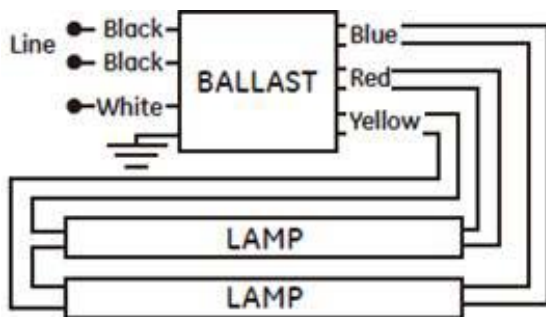 Line
Black
Black
White
BALLAST
Blue
Red
Yellow
LAMP
LAMP